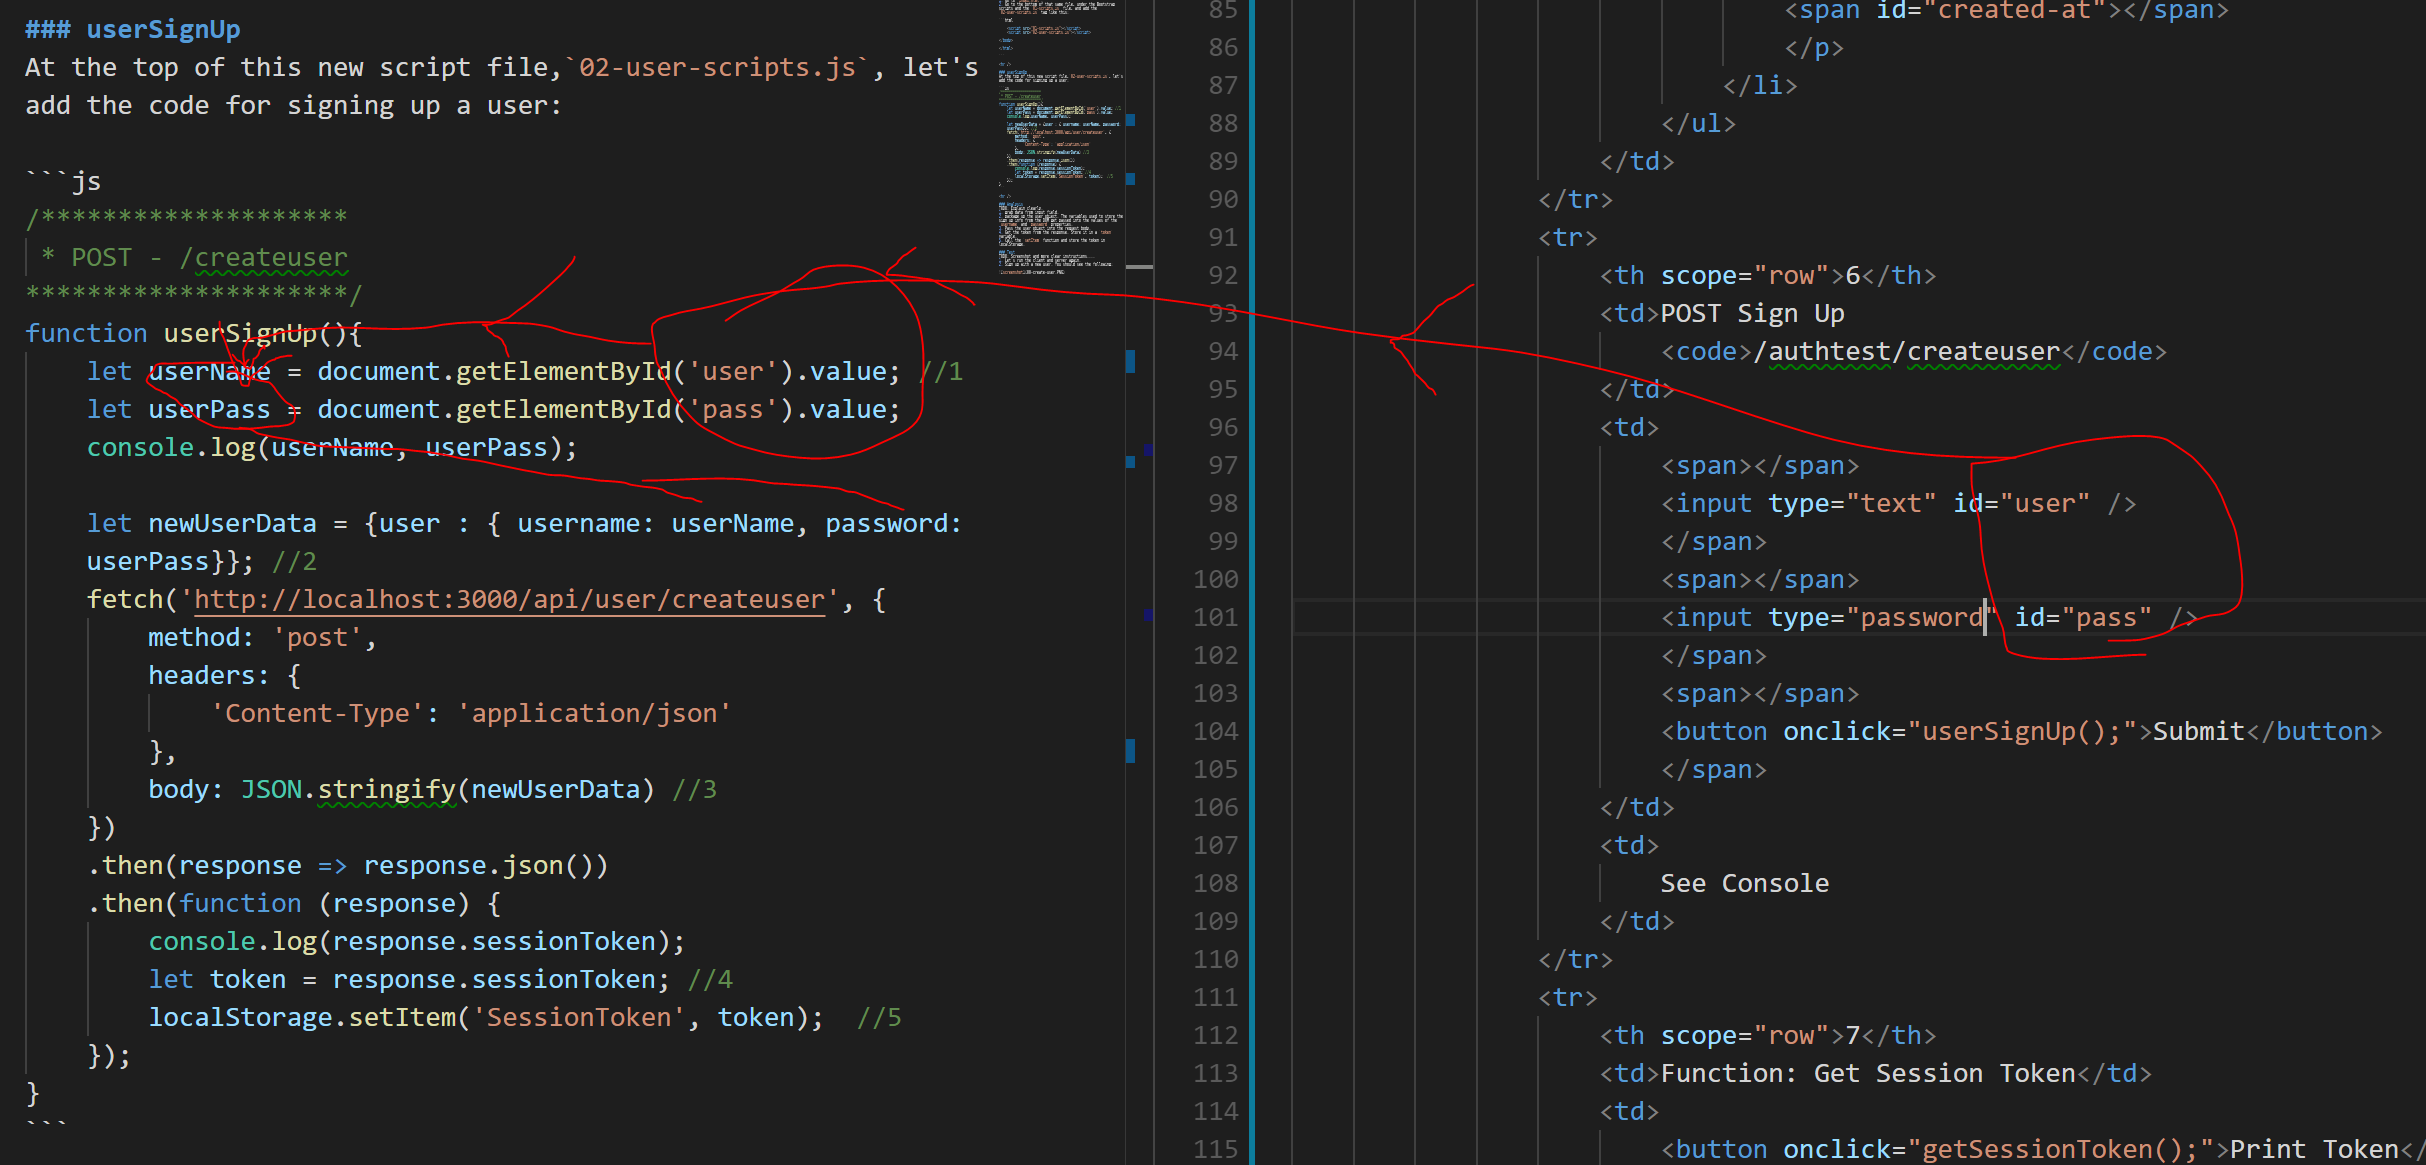 ### userSignUp
At the top of this new script file,`02-user-scripts.js`, let's
add the code for signing up a user:
```js
/********************
 * POST - /createuser
*********************/
function userSignUp(){
    let userName = document.getElementById('user').value; //1
    let userPass = document.getElementById('pass').value;
    console.log(userName, userPass);
    let newUserData = {user : { username: userName, password:
    userPass}}; //2
    fetch('http://localhost:3000/api/user/createuser', {
        method: 'post',
        headers: {
            'Content-Type': 'application/json'
        },
        body: JSON.stringify(newUserData) //3
    })
    .then(response => response.json())
    .then(function (response) {
        console.log(response.sessionToken);
        let token = response.sessionToken; //4
        localStorage.setItem('SessionToken', token);  //5
    });
}
```
85 <span id="created-at"></span>
86 </p>
87 </li>
88 </ul>
89 </td>
90 </tr>
91 <tr>
92 <th scope="row">6</th>
93 <td>POST Sign Up
94 <code>/authtest/createuser</code>
95 </td>
96 <td>
97 <span></span>
98 <input type="text" id="user" />
99 </span>
100 <span></span>
101 <input type="password" id="pass" />
102 </span>
103 <span></span>
104 <button onclick="userSignUp();">Submit</button>
105 </span>
106 </td>
107 <td>
108 See Console
109 </td>
110 </tr>
111 <tr>
112 <th scope="row">7</th>
113 <td>Function: Get Session Token</td>
114 <td>
115 <button onclick="getSessionToken();">Print Token</